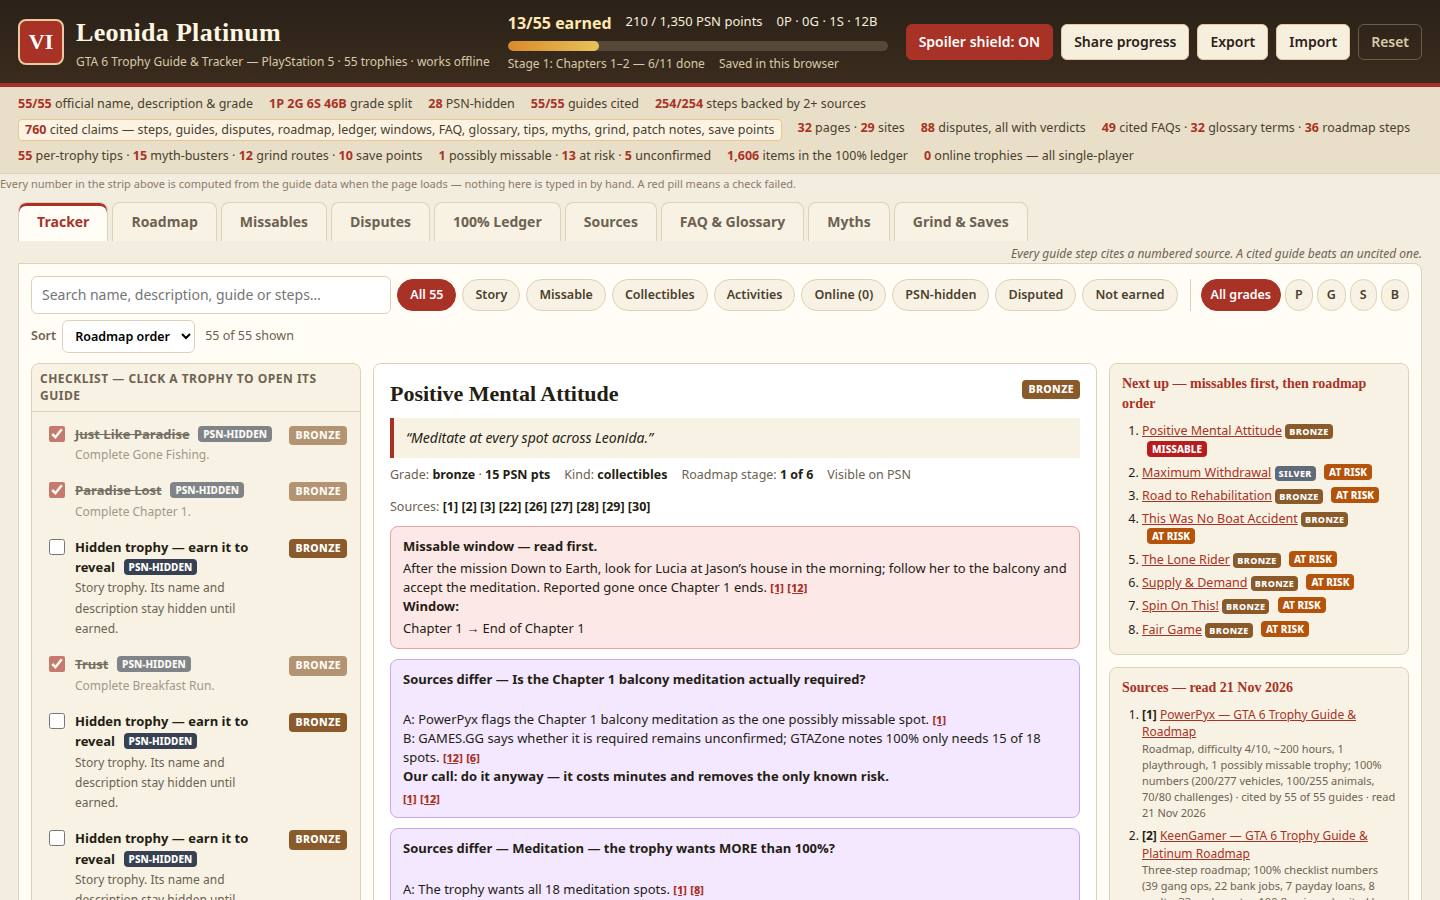 VI
Leonida Platinum
GTA 6 Trophy Guide & Tracker — PlayStation 5 · 55 trophies · works offline
13/55 earned 210 / 1,350 PSN points 0P · 0G · 1S · 12B
Stage 1: Chapters 1–2 — 6/11 done Saved in this browser
Spoiler shield: ON
Share progress
Export
Import
Reset
55/55 official name, description & grade 1P 2G 6S 46B grade split 28 PSN-hidden 55/55 guides cited 254/254 steps backed by 2+ sources
760 cited claims — steps, guides, disputes, roadmap, ledger, windows, FAQ, glossary, tips, myths, grind, patch notes, save points 32 pages · 29 sites 88 disputes, all with verdicts 49 cited FAQs · 32 glossary terms · 36 roadmap steps
55 per-trophy tips · 15 myth-busters · 12 grind routes · 10 save points 1 possibly missable · 13 at risk · 5 unconfirmed 1,606 items in the 100% ledger 0 online trophies — all single-player
Every number in the strip above is computed from the guide data when the page loads — nothing here is typed in by hand. A red pill means a check failed.
Tracker
Roadmap
Missables
Disputes
100% Ledger
Sources
FAQ & Glossary
Myths
Grind & Saves
Every guide step cites a numbered source. A cited guide beats an uncited one.
Search name, description, guide or steps...
All 55
Story
Missable
Collectibles
Activities
Online (0)
PSN-hidden
Disputed
Not earned
All grades
P
G
S
B
Sort Roadmap order 55 of 55 shown
CHECKLIST — CLICK A TROPHY TO OPEN ITS
GUIDE
Just Like Paradise PSN-HIDDEN BRONZE
Complete Gone Fishing.
Paradise Lost PSN-HIDDEN BRONZE
Complete Chapter 1.
Hidden trophy — earn it to BRONZE
reveal PSN-HIDDEN
Story trophy. Its name and
description stay hidden until
earned.
Trust PSN-HIDDEN BRONZE
Complete Breakfast Run.
Hidden trophy — earn it to BRONZE
reveal PSN-HIDDEN
Story trophy. Its name and
description stay hidden until
earned.
Hidden trophy — earn it to BRONZE
reveal PSN-HIDDEN
Story trophy. Its name and
description stay hidden until
Positive Mental Attitude BRONZE
“Meditate at every spot across Leonida.”
Grade: bronze · 15 PSN pts Kind: collectibles Roadmap stage: 1 of 6 Visible on PSN
Sources: [1] [2] [3] [22] [26] [27] [28] [29] [30]
Missable window — read first.
After the mission Down to Earth, look for Lucia at Jason’s house in the morning; follow her to the balcony and
accept the meditation. Reported gone once Chapter 1 ends. [1] [12]
Window:
Chapter 1 → End of Chapter 1
Sources differ — Is the Chapter 1 balcony meditation actually required?
A: PowerPyx flags the Chapter 1 balcony meditation as the one possibly missable spot. [1]
B: GAMES.GG says whether it is required remains unconfirmed; GTAZone notes 100% only needs 15 of 18
spots. [12] [6]
Our call: do it anyway — it costs minutes and removes the only known risk.
[1] [12]
Sources differ — Meditation — the trophy wants MORE than 100%?
A: The trophy wants all 18 meditation spots. [1] [8]
Next up — missables first, then roadmap
order
1. Positive Mental Attitude BRONZE
MISSABLE
2. Maximum Withdrawal SILVER AT RISK
3. Road to Rehabilitation BRONZE AT RISK
4. This Was No Boat Accident BRONZE
AT RISK
5. The Lone Rider BRONZE AT RISK
6. Supply & Demand BRONZE AT RISK
7. Spin On This! BRONZE AT RISK
8. Fair Game BRONZE AT RISK
Sources — read 21 Nov 2026
1. [1] PowerPyx — GTA 6 Trophy Guide &
Roadmap
Roadmap, difficulty 4/10, ~200 hours, 1
playthrough, 1 possibly missable trophy; 100%
numbers (200/277 vehicles, 100/255 animals,
70/80 challenges) · cited by 55 of 55 guides · read
21 Nov 2026
2. [2] KeenGamer — GTA 6 Trophy Guide &
Platinum Roadmap
Three-step roadmap; 100% checklist numbers
(39 gang ops, 22 bank jobs, 7 payday loans, 8